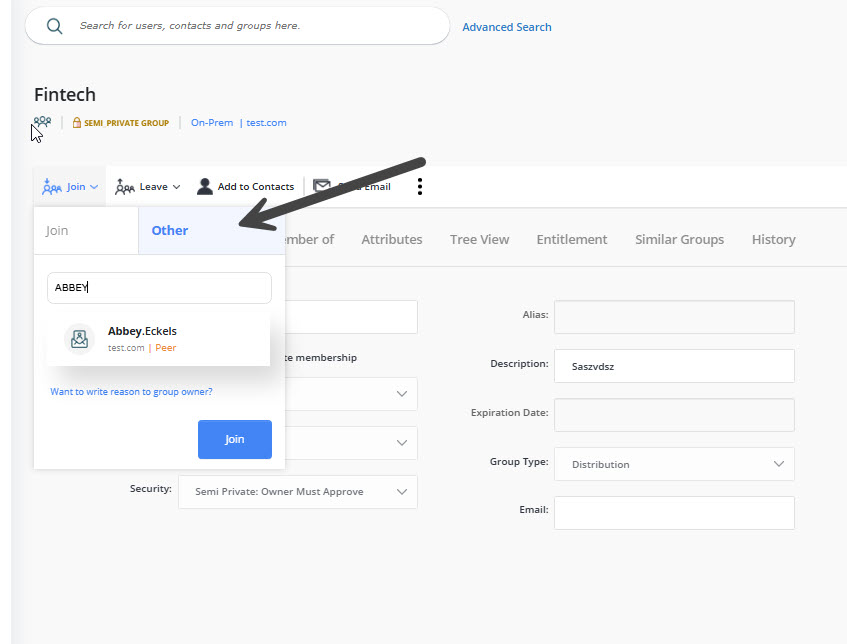 Search for users, contacts and groups here.
Advanced Search
Fintech
SEMI_PRIVATE GROUP
On-Prem | test.com
Join
Leave
Add to Contacts
Email
Join
Other
mber of
Attributes
Tree View
Entitlement
Similar Groups
History
ABBEY
Abbey.Eckels
test.com | Peer
Want to write reason to group owner?
Join
te membership
Security:
Semi Private: Owner Must Approve
Alias:
Description:
Saszvdsz
Expiration Date:
Group Type:
Distribution
Email: